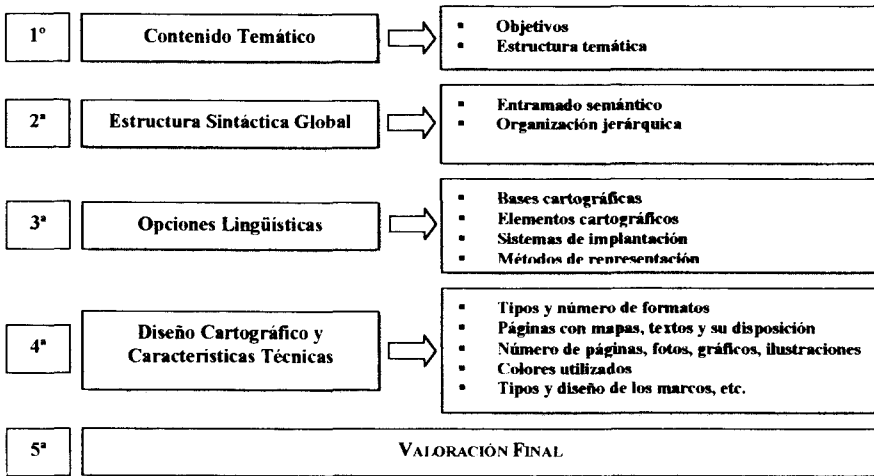 1º
Contenido Temático
▪ Objetivos
▪ Estructura temática
2ª
Estructura Sintáctica Global
▪ Entramado semántico
▪ Organización jerárquica
3ª
Opciones Lingüísticas
▪ Bases cartográficas
▪ Elementos cartográficos
▪ Sistemas de implantación
▪ Métodos de representación
4ª
Diseño Cartográfico y
Características Técnicas
▪ Tipos y número de formatos
▪ Páginas con mapas, textos y su disposición
▪ Número de páginas, fotos, gráficos, ilustraciones
▪ Colores utilizados
▪ Tipos y diseño de los marcos, etc.
5ª
VALORACIÓN FINAL